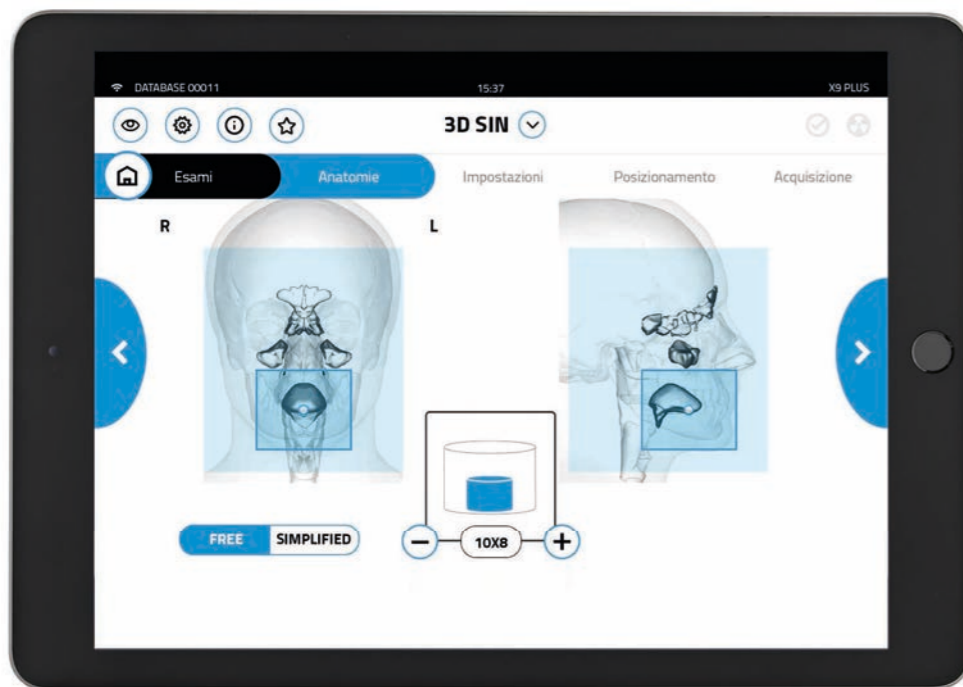 DATABASE 00011 15:37 X9 PLUS
3D SIN
Esami Anatomie Impostazioni Posizionamento Acquisizione
R L
FREE SIMPLIFIED
10X8